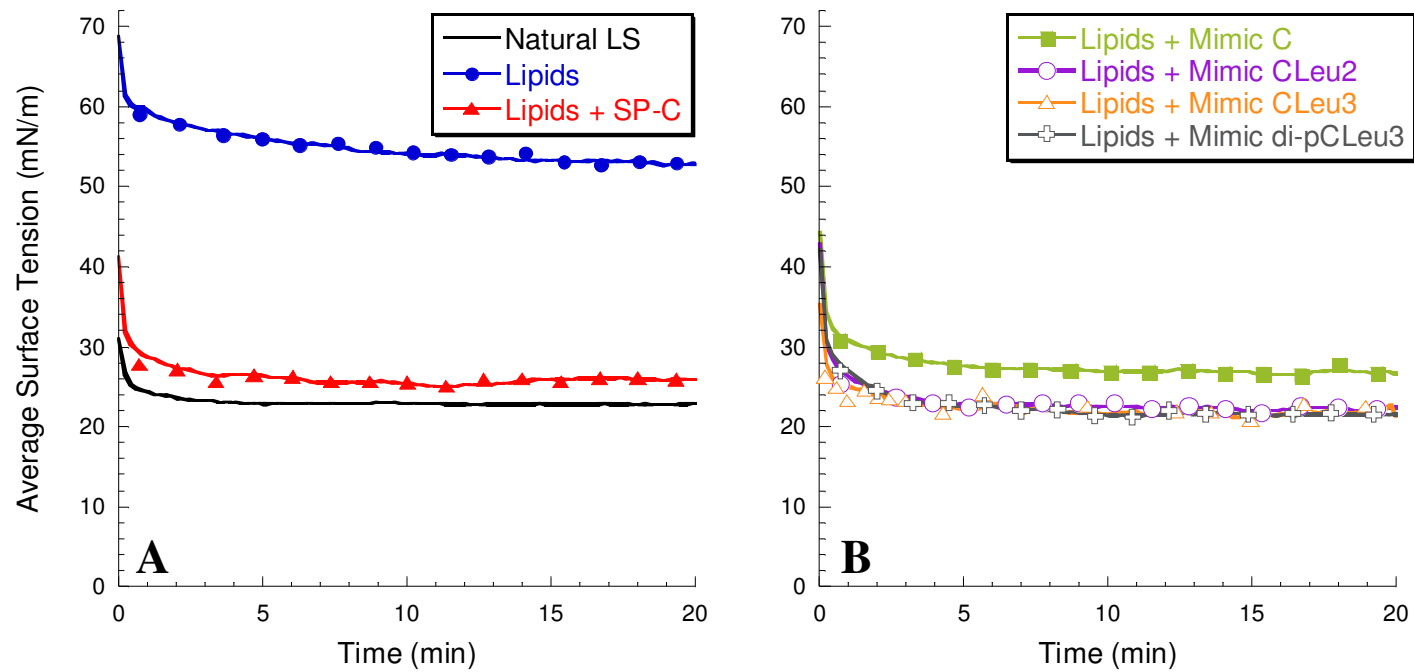 Average Surface Tension (mN/m)
70
60
50
40
30
20
10
0
Natural LS
Lipids
Lipids + SP-C
A
0 5 10 15 20
Time (min)
70
60
50
40
30
20
10
0
Lipids + Mimic C
Lipids + Mimic CLeu2
Lipids + Mimic CLeu3
Lipids + Mimic di-pCLeu3
B
0 5 10 15 20
Time (min)